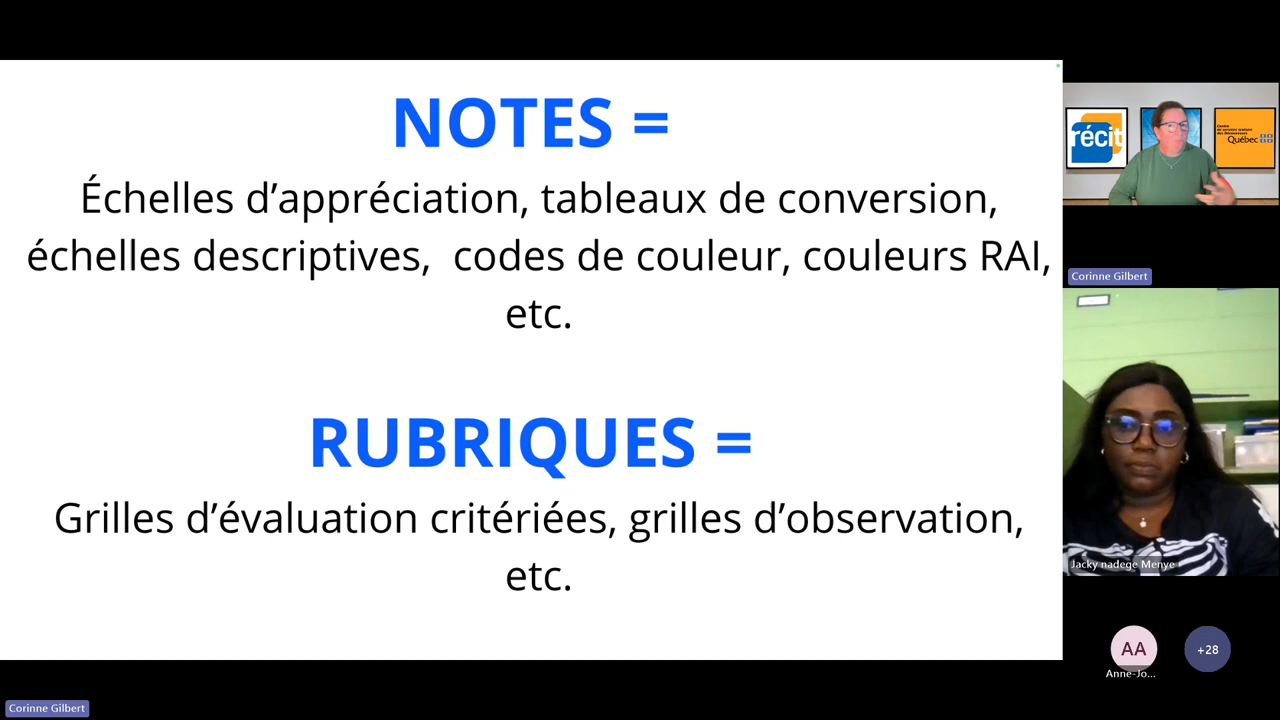 NOTES =
Échelles d’appréciation, tableaux de conversion,
échelles descriptives,  codes de couleur, couleurs RAI,
etc.
RUBRIQUES =
Grilles d’évaluation critériées, grilles d’observation,
etc.
récit
Québec
Corinne Gilbert
Jacky nadege Menye
AA
+28
Anne-Jo...
Corinne Gilbert